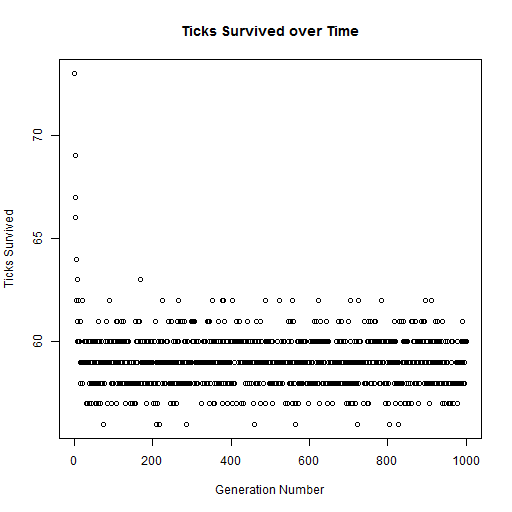 Ticks Survived over Time
Ticks Survived
70
65
60
0 200 400 600 800 1000
Generation Number